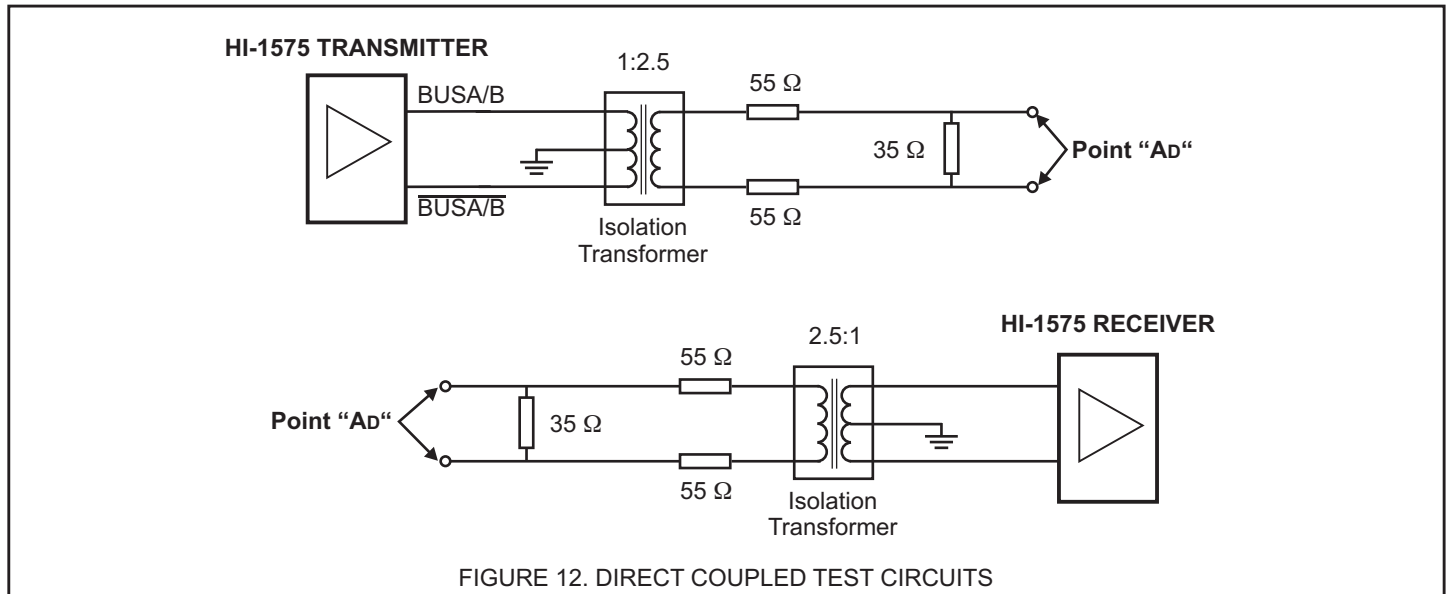 HI-1575 TRANSMITTER
1:2.5
BUSA/B
55 Ω
35 Ω
Point “AD“
BUSA/B
55 Ω
Isolation
Transformer
HI-1575 RECEIVER
2.5:1
55 Ω
Point “AD“
35 Ω
55 Ω
Isolation
Transformer
FIGURE 12. DIRECT COUPLED TEST CIRCUITS